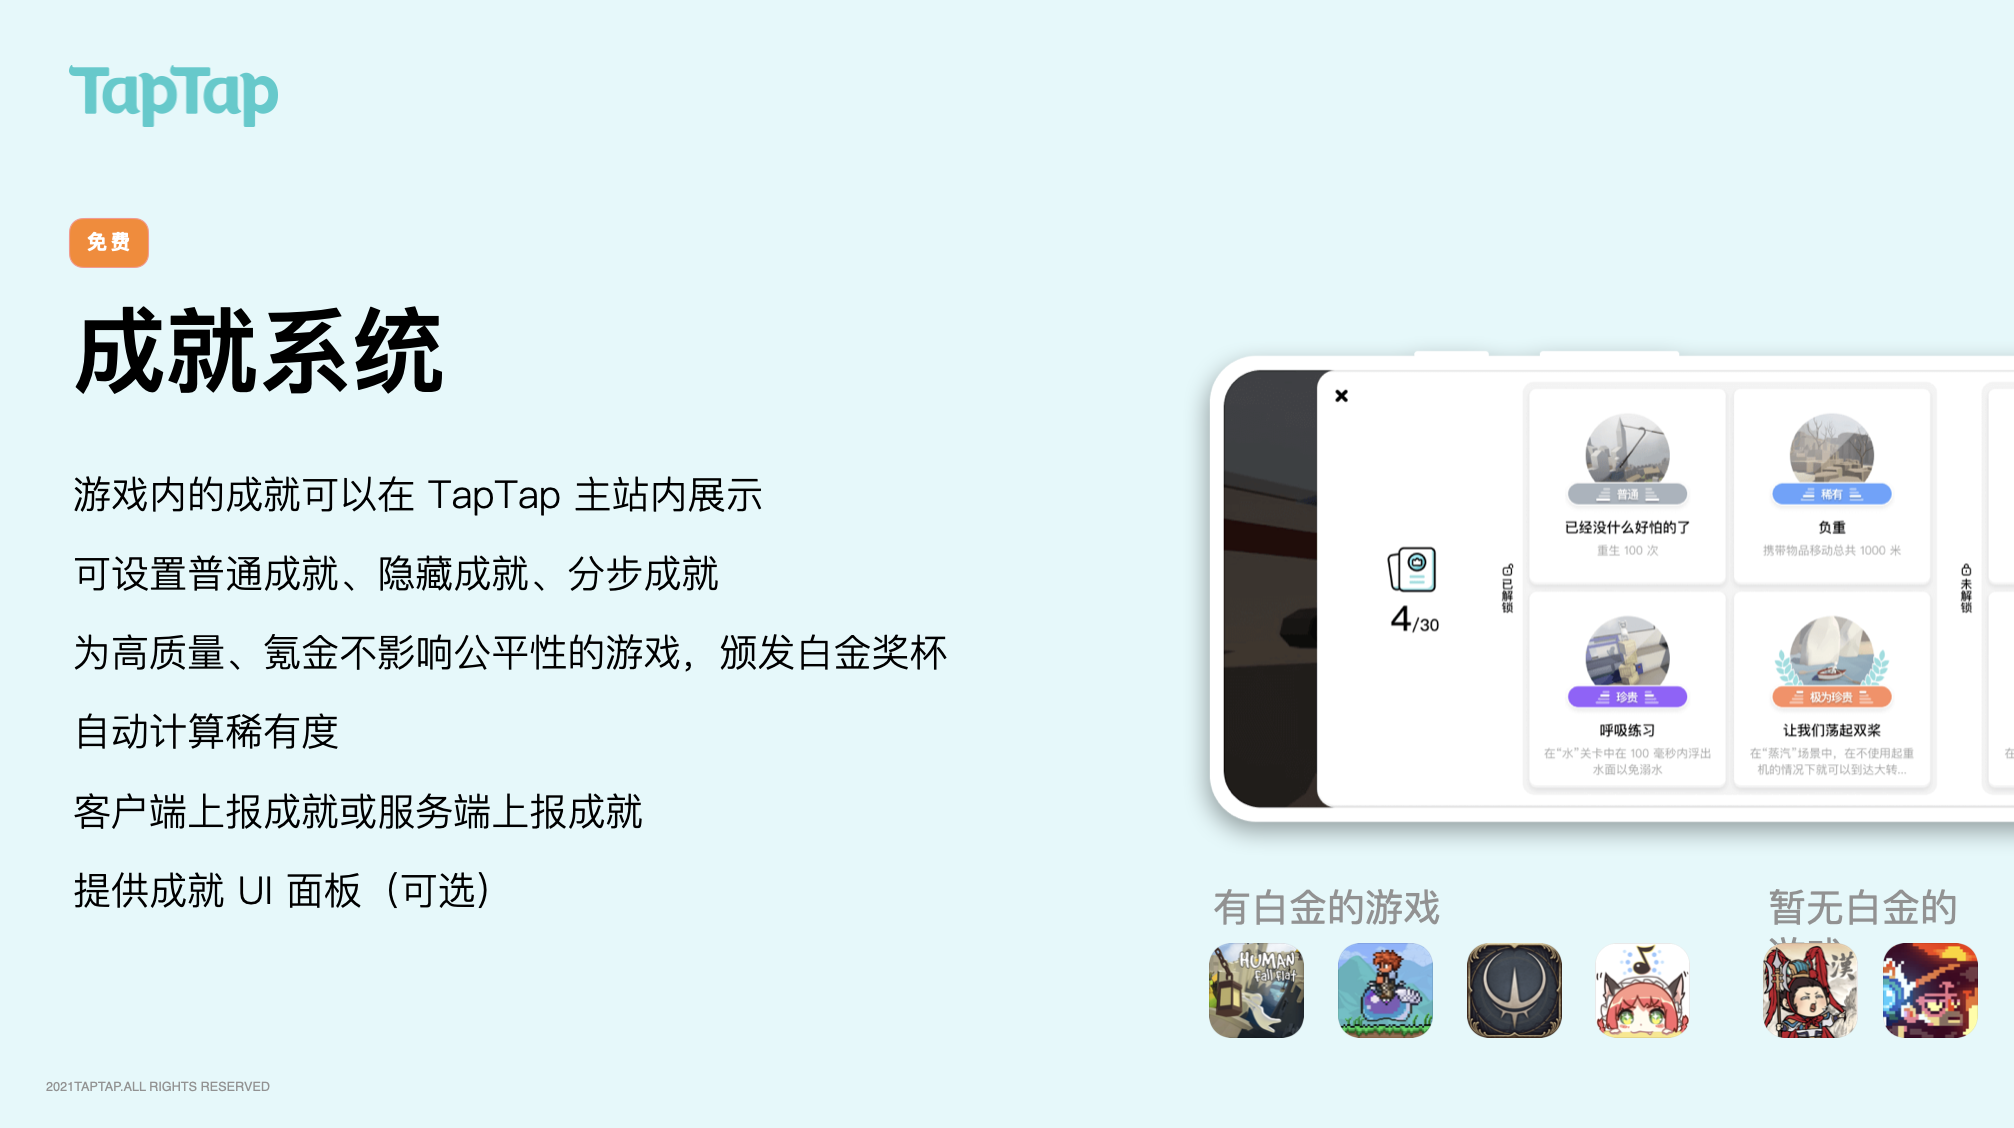 TapTap
免费
成就系统
游戏内的成就可以在 TapTap 主站内展示
可设置普通成就、隐藏成就、分步成就
为高质量、氪金不影响公平性的游戏，颁发白金奖杯
自动计算稀有度
客户端上报成就或服务端上报成就
提供成就 UI 面板（可选）
4/30
已解锁
普通
已经没什么好怕的了
重生 100 次
稀有
负重
携带物品移动总共 1000 米
珍贵
呼吸练习
在“水”关卡中在 100 毫秒内浮出
水面以免溺水
极为珍贵
让我们荡起双桨
在“蒸汽”场景中，在不使用起重
机的情况下就可以到达大转...
未解锁
在
有白金的游戏
暂无白金的
游戏
HUMAN
fall flat
漢
2021TAPTAP.ALL RIGHTS RESERVED